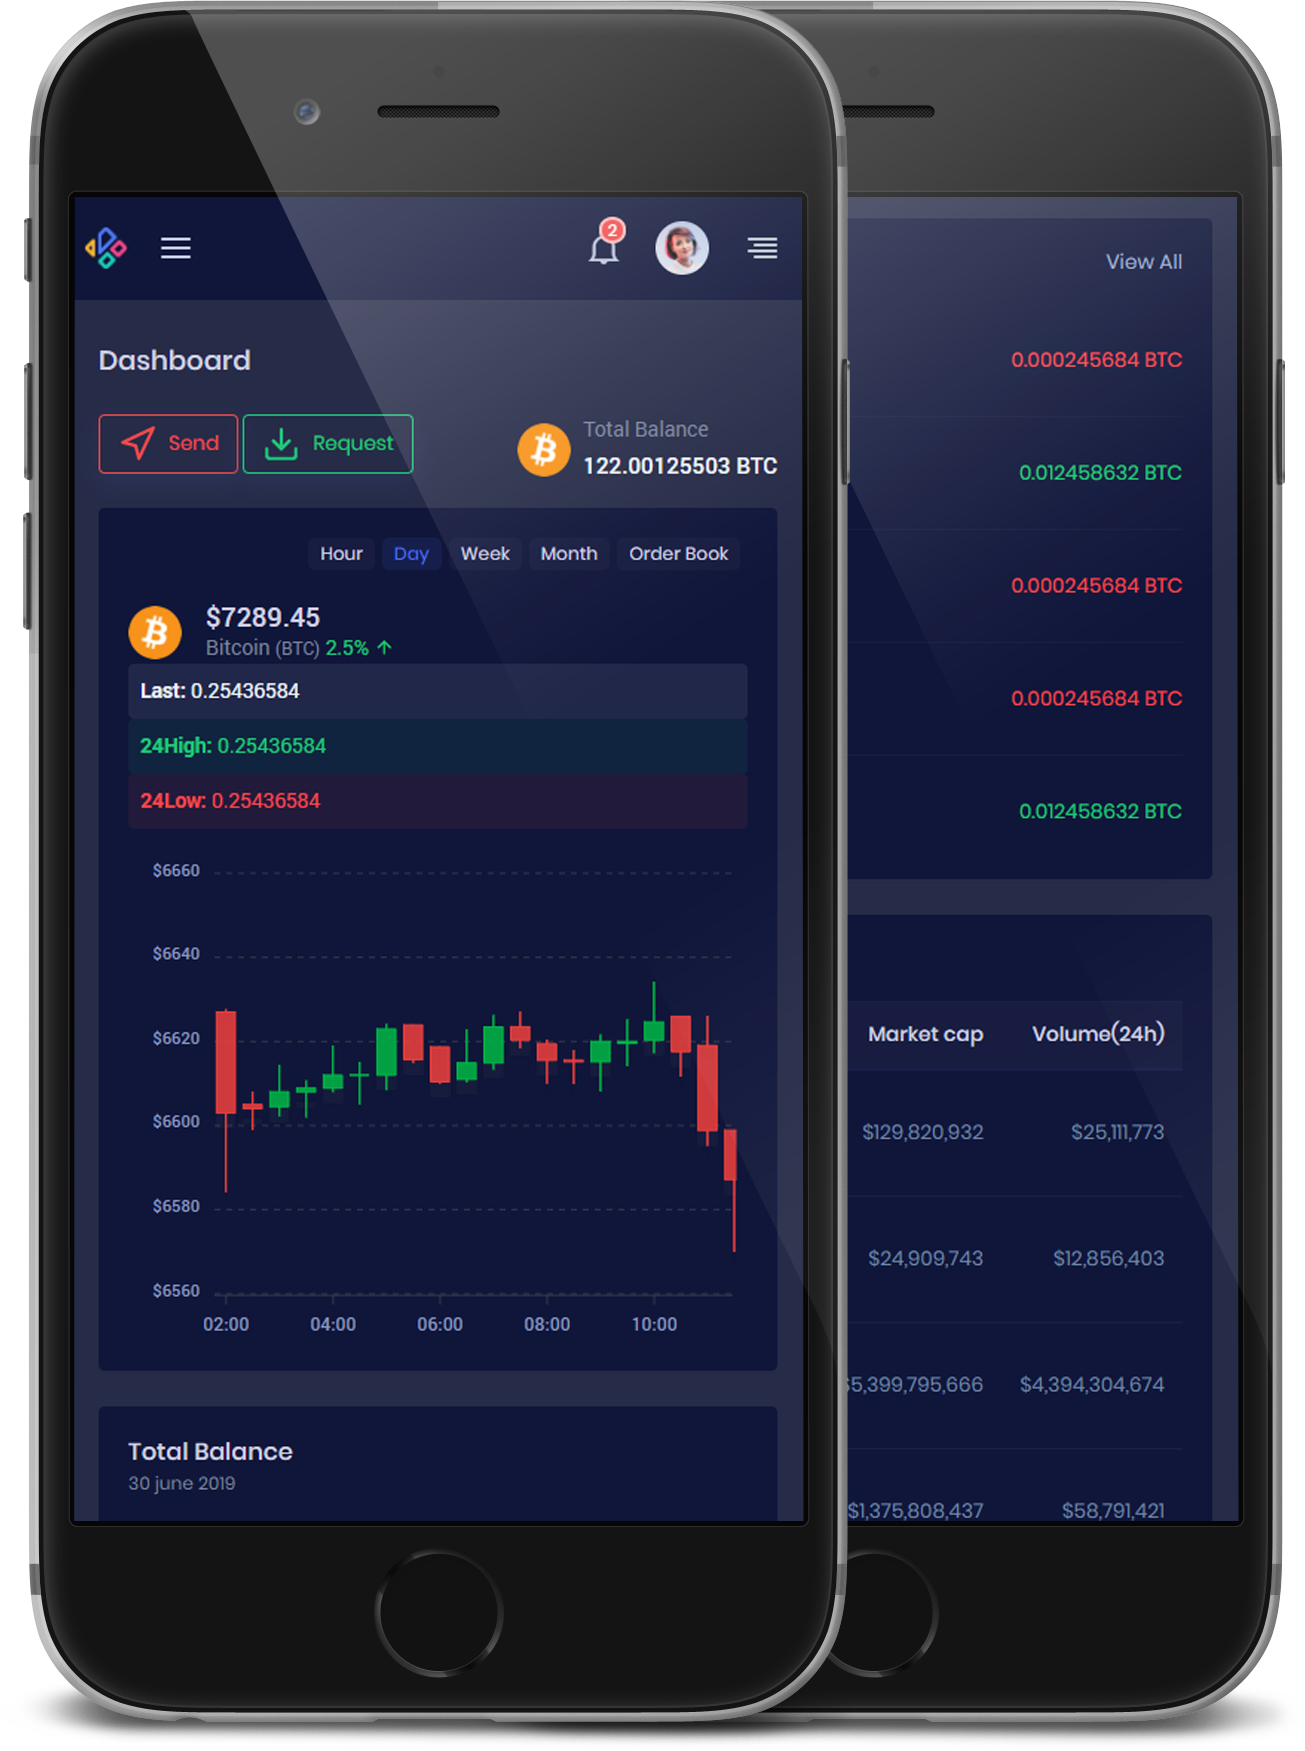 2
Dashboard
Send
Request
Total Balance
122.00125503 BTC
Hour
Day
Week
Month
Order Book
$7289.45
Bitcoin (BTC) 2.5% ↑
Last: 0.25436584
24High: 0.25436584
24Low: 0.25436584
$6660
$6640
$6620
$6600
$6580
$6560
02:00
04:00
06:00
08:00
10:00
Total Balance
30 june 2019
View All
0.000245684 BTC
0.012458632 BTC
0.000245684 BTC
0.000245684 BTC
0.012458632 BTC
Market cap
Volume(24h)
$129,820,932
$25,111,773
$24,909,743
$12,856,403
$5,399,795,666
$4,394,304,674
$1,375,808,437
$58,791,421